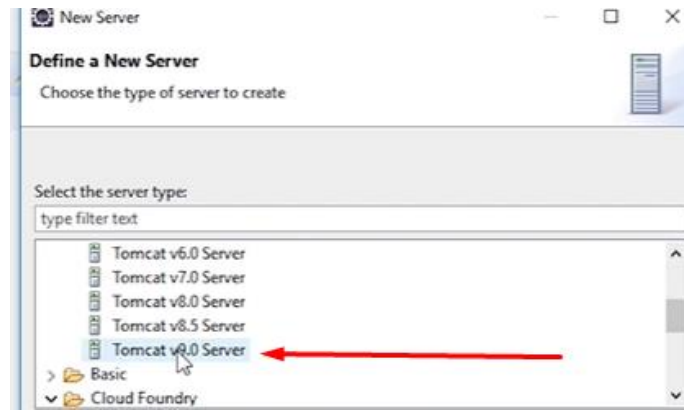 New Server
Define a New Server
Choose the type of server to create
Select the server type:
type filter text
Tomcat v6.0 Server
Tomcat v7.0 Server
Tomcat v8.0 Server
Tomcat v8.5 Server
Tomcat v9.0 Server
Basic
Cloud Foundry